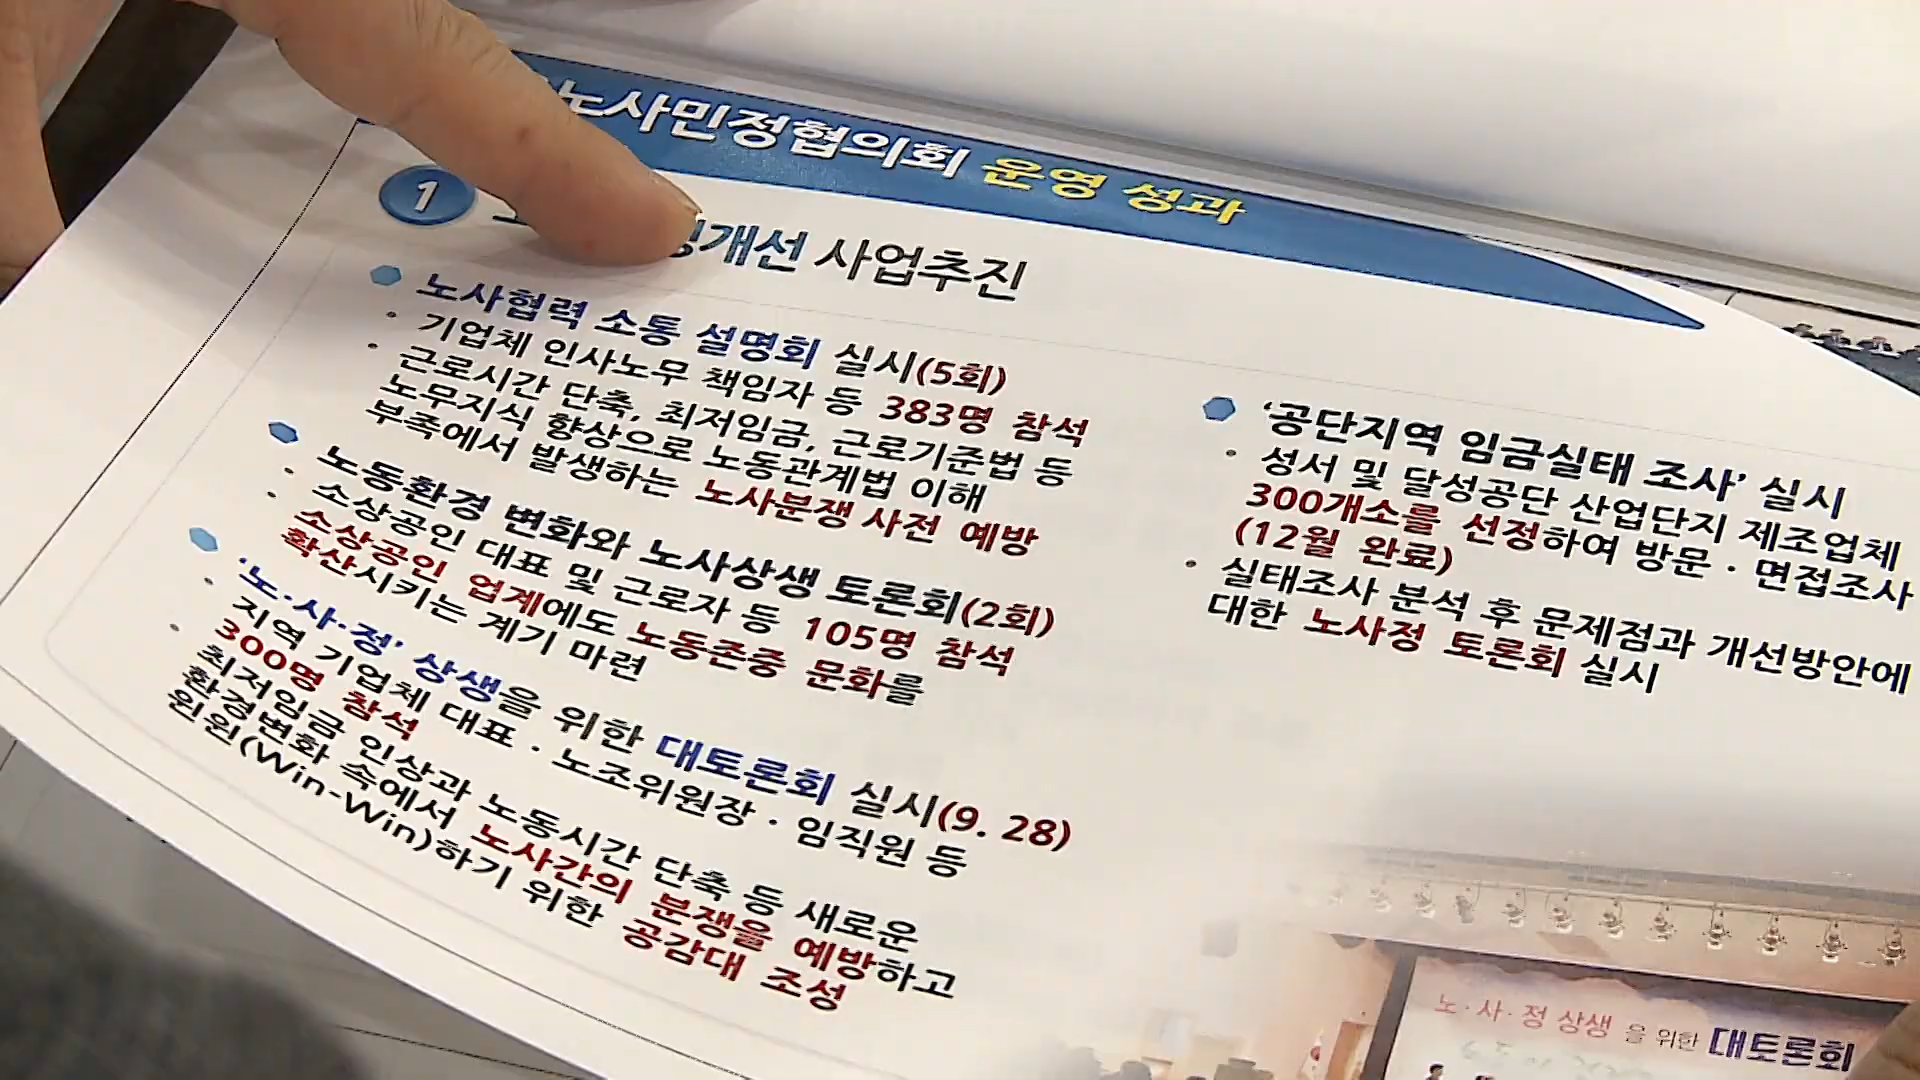 노사민정협의회 운영 성과
1
개선 사업추진
노사협력 소통 설명회 실시(5회)
기업체 인사노무 책임자 등 383명 참석
근로시간 단축, 최저임금, 근로기준법 등
노무지식 향상으로 노동관계법 이해
부족에서 발생하는 노사분쟁 사전 예방
노동환경 변화와 노사상생 토론회(2회)
소상공인 대표 및 근로자 등 105명 참석
소상공인 업계에도 노동존중 문화를
확산시키는 계기 마련
'노·사·정' 상생을 위한 대토론회 실시(9. 28)
지역 기업체 대표·노조위원장·임직원 등
300명 참석
최저임금 인상과 노동시간 단축 등 새로운
환경변화 속에서 노사간의 분쟁을 예방하고
윈윈(Win-Win)하기 위한 공감대 조성
'공단지역 임금실태 조사' 실시
성서 및 달성공단 산업단지 제조업체
300개소를 선정하여 방문·면접조사
(12월 완료)
실태조사 분석 후 문제점과 개선방안에
대한 노사정 토론회 실시
노·사·정 상생을 위한 대토론회